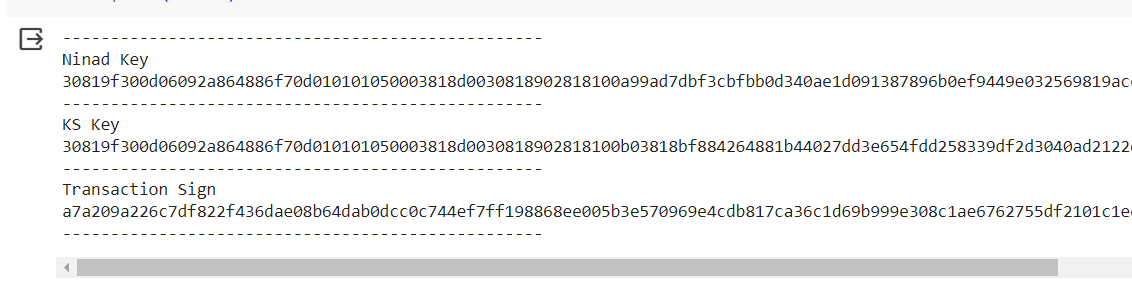 -------------------------------------------------
Ninad Key
30819f300d06092a864886f70d010101050003818d0030818902818100a99ad7dbf3cbfbb0d340ae1d091387896b0ef9449e032569819ac
-------------------------------------------------
KS Key
30819f300d06092a864886f70d010101050003818d0030818902818100b03818bf884264881b44027dd3e654fdd258339df2d3040ad2122
-------------------------------------------------
Transaction Sign
a7a209a226c7df822f436dae08b64dab0dcc0c744ef7ff198868ee005b3e570969e4cdb817ca36c1d69b999e308c1ae6762755df2101c1e
-------------------------------------------------